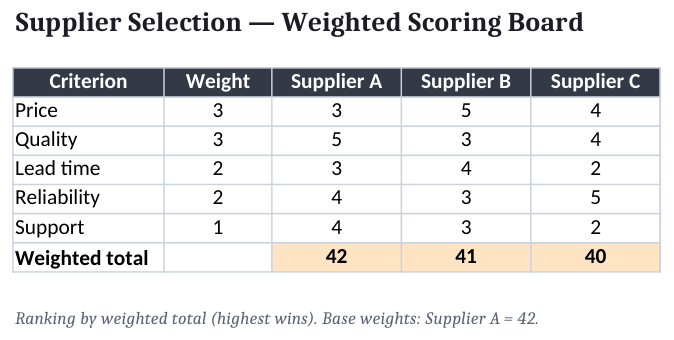 Supplier Selection — Weighted Scoring Board
Criterion Weight Supplier A Supplier B Supplier C
Price 3 3 5 4
Quality 3 5 3 4
Lead time 2 3 4 2
Reliability 2 4 3 5
Support 1 4 3 2
Weighted total 42 41 40
Ranking by weighted total (highest wins). Base weights: Supplier A = 42.